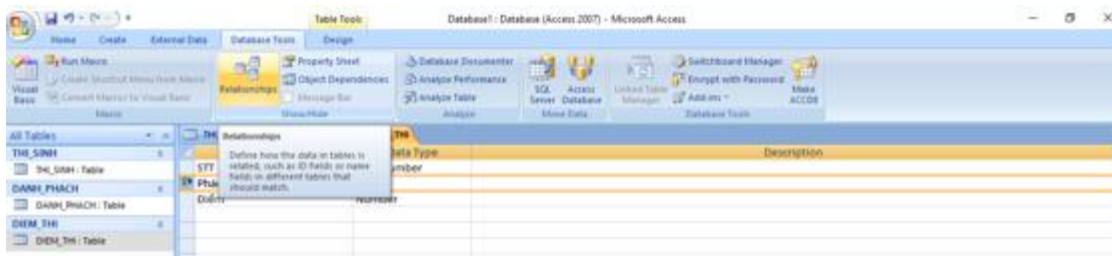 Table Tools
Database1 : Database (Access 2007) - Microsoft Access
Home Create External Data Database Tools Design
Visual Basic
Run Macro
Create Shortcut Menu from Macro
Convert Macros to Visual Basic
Macro
Relationships
Property Sheet
Object Dependencies
Message Bar
Show/Hide
Database Documenter
Analyze Performance
Analyze Table
Analyze
SQL Server
Access Database
Move Data
Linked Table Manager
Switchboard Manager
Encrypt with Password
Add-ins
Make ACCDE
Database Tools
All Tables
THI_SINH
THI_SINH : Table
DANH_PHACH
DANH_PHACH : Table
DIEM_THI
DIEM_THI : Table
Relationships
Define how the data in tables is
related, such as ID fields or name
fields in different tables that
should match.
Description
STT
Number